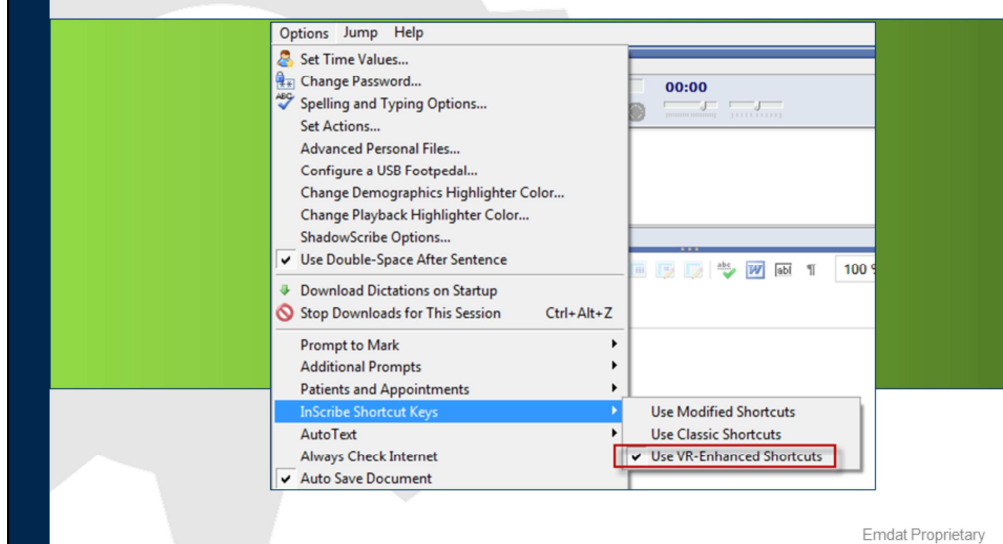 Options Jump Help
Set Time Values...
Change Password...
00:00
ABC
Spelling and Typing Options...
Set Actions...
Advanced Personal Files...
Configure a USB Footpedal...
Change Demographics Highlighter Color...
Change Playback Highlighter Color...
ShadowScribe Options...
Use Double-Space After Sentence
abc W abl ¶ 100 %
Download Dictations on Startup
Stop Downloads for This Session Ctrl+Alt+Z
Prompt to Mark
Additional Prompts
Patients and Appointments
InScribe Shortcut Keys
Use Modified Shortcuts
AutoText
Use Classic Shortcuts
Always Check Internet
Use VR-Enhanced Shortcuts
Auto Save Document
Emdat Proprietary